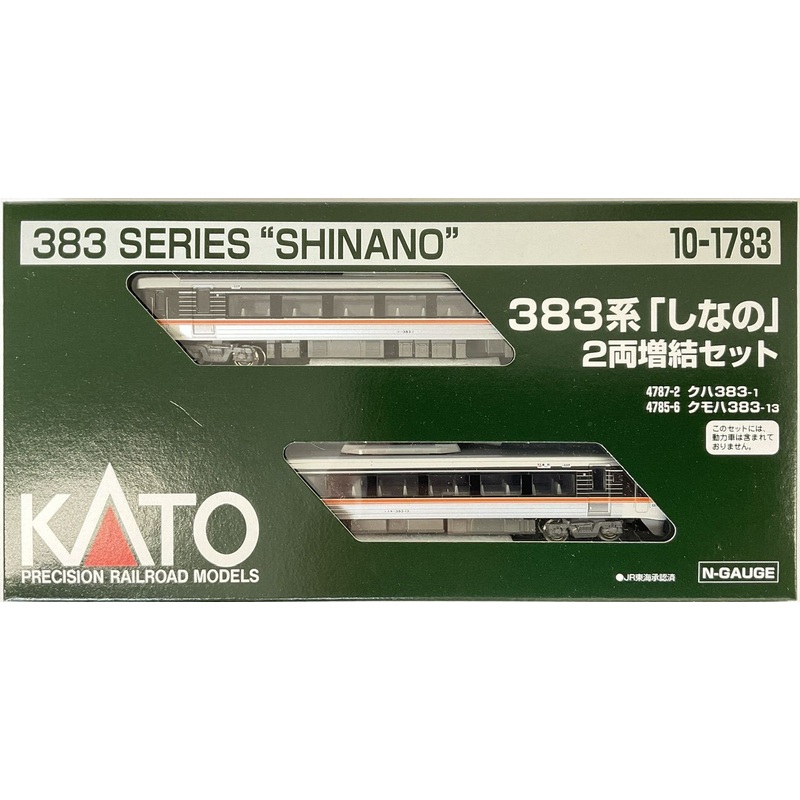 383 SERIES “SHINANO”
10-1783
383系「しなの」
2両増結セット
4787-2 クハ383-1
4785-6 クモハ383-13
このセットには、
動力車は含まれて
おりません。
KATO
PRECISION RAILROAD MODELS
●JR東海承認済
N-GAUGE